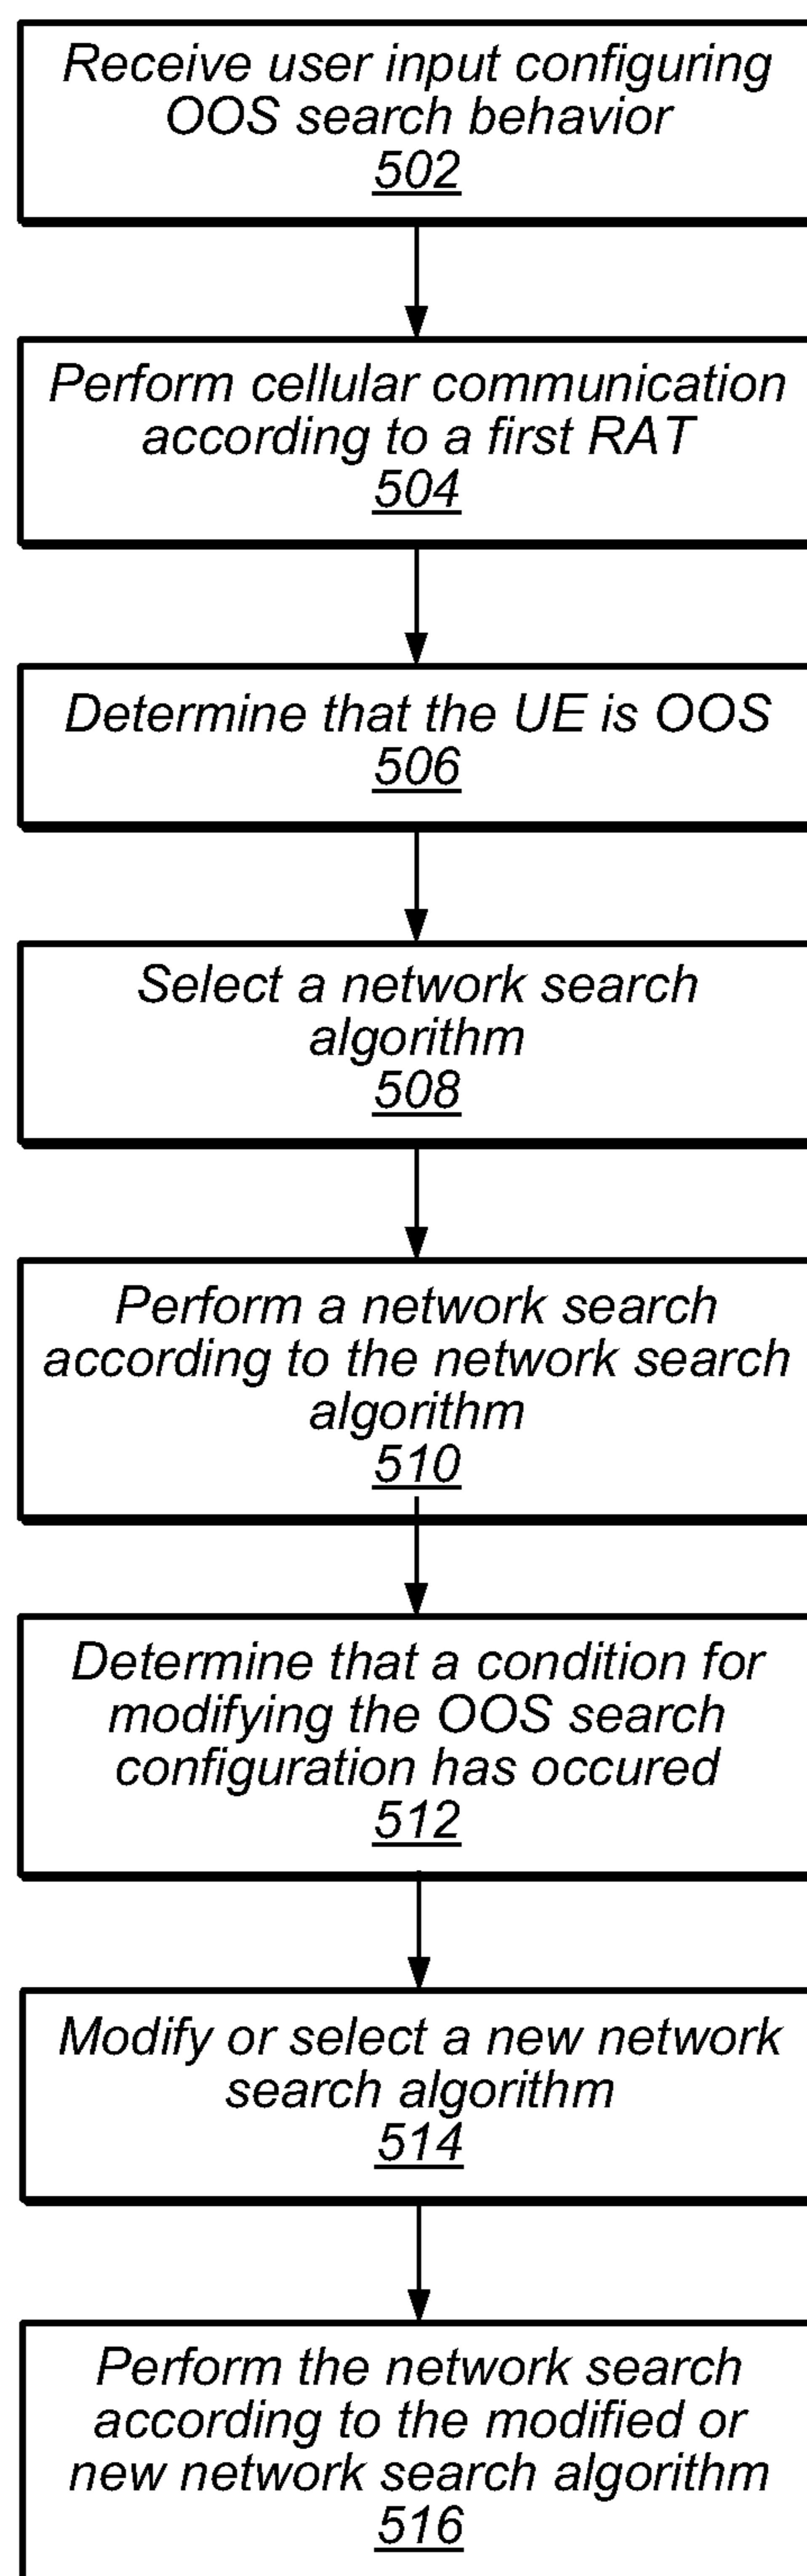 Receive user input configuring
OOS search behavior
502
Perform cellular communication
according to a first RAT
504
Determine that the UE is OOS
506
Select a network search
algorithm
508
Perform a network search
according to the network search
algorithm
510
Determine that a condition for
modifying the OOS search
configuration has occured
512
Modify or select a new network
search algorithm
514
Perform the network search
according to the modified or
new network search algorithm
516